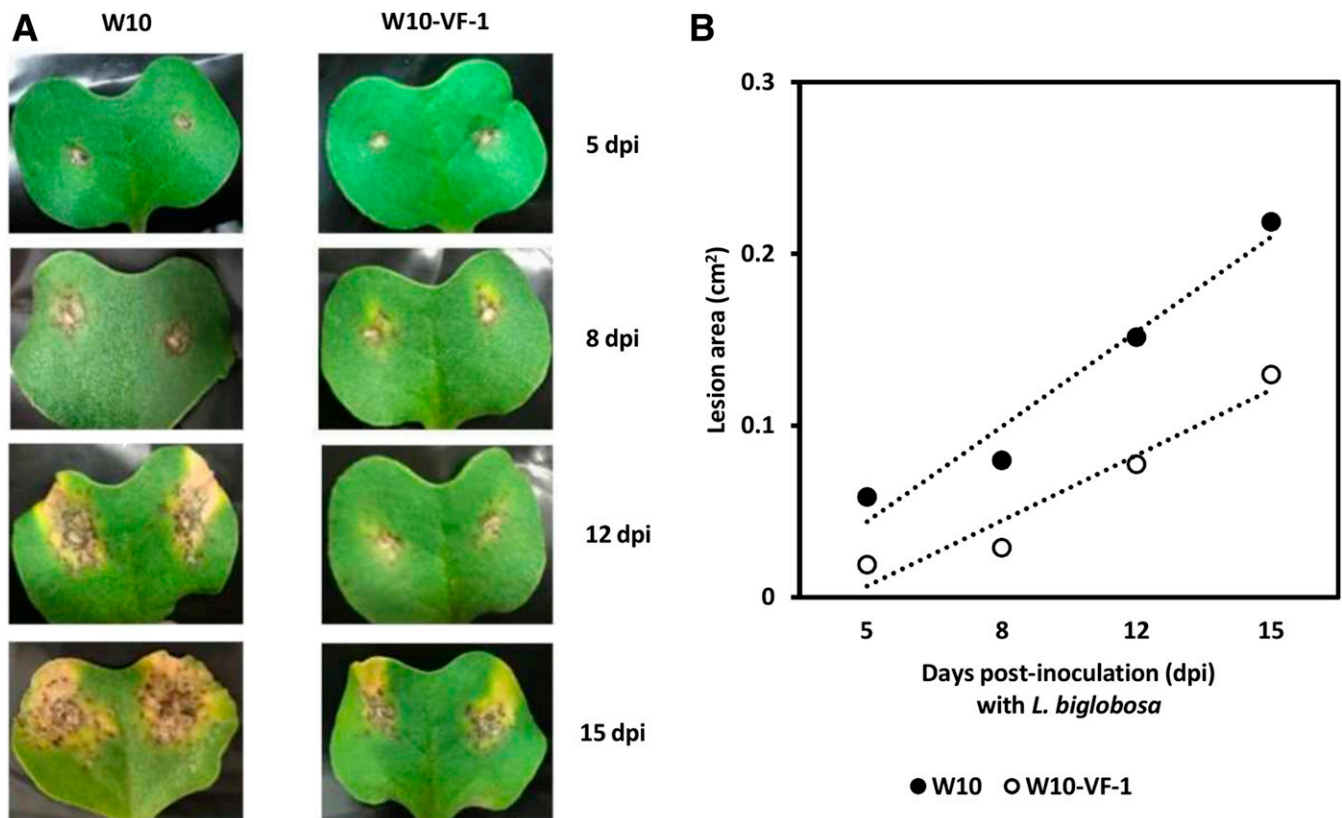 A
W10
W10-VF-1
5 dpi
8 dpi
12 dpi
15 dpi
B
Lesion area (cm²)
0.3
0.2
0.1
0
5 8 12 15
Days post-inoculation (dpi)
with L. biglobosa
W10 W10-VF-1